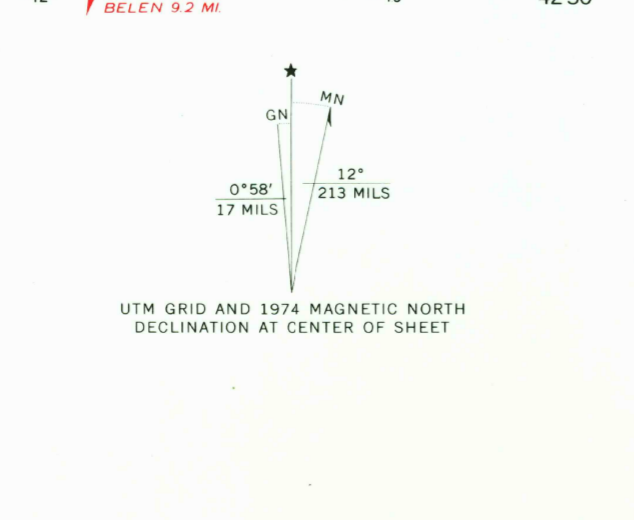 BELEN 9.2 MI.
MN
GN
12°
213 MILS
0°58′
17 MILS
UTM GRID AND 1974 MAGNETIC NORTH
DECLINATION AT CENTER OF SHEET